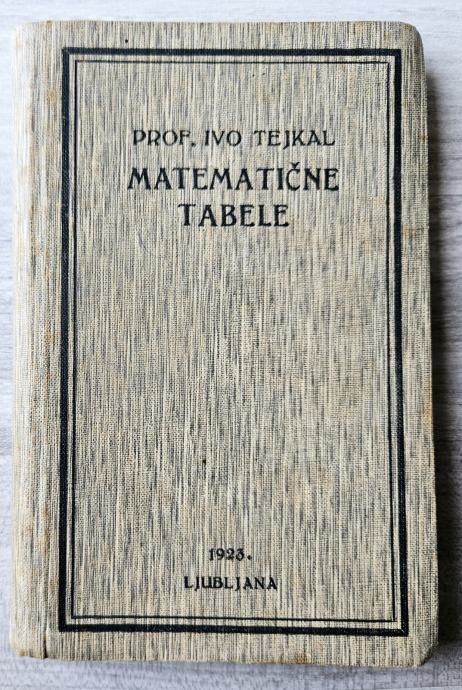 PROF. IVO TEJKAL
MATEMATIČNE
TABELE
1923.
LJUBLJANA